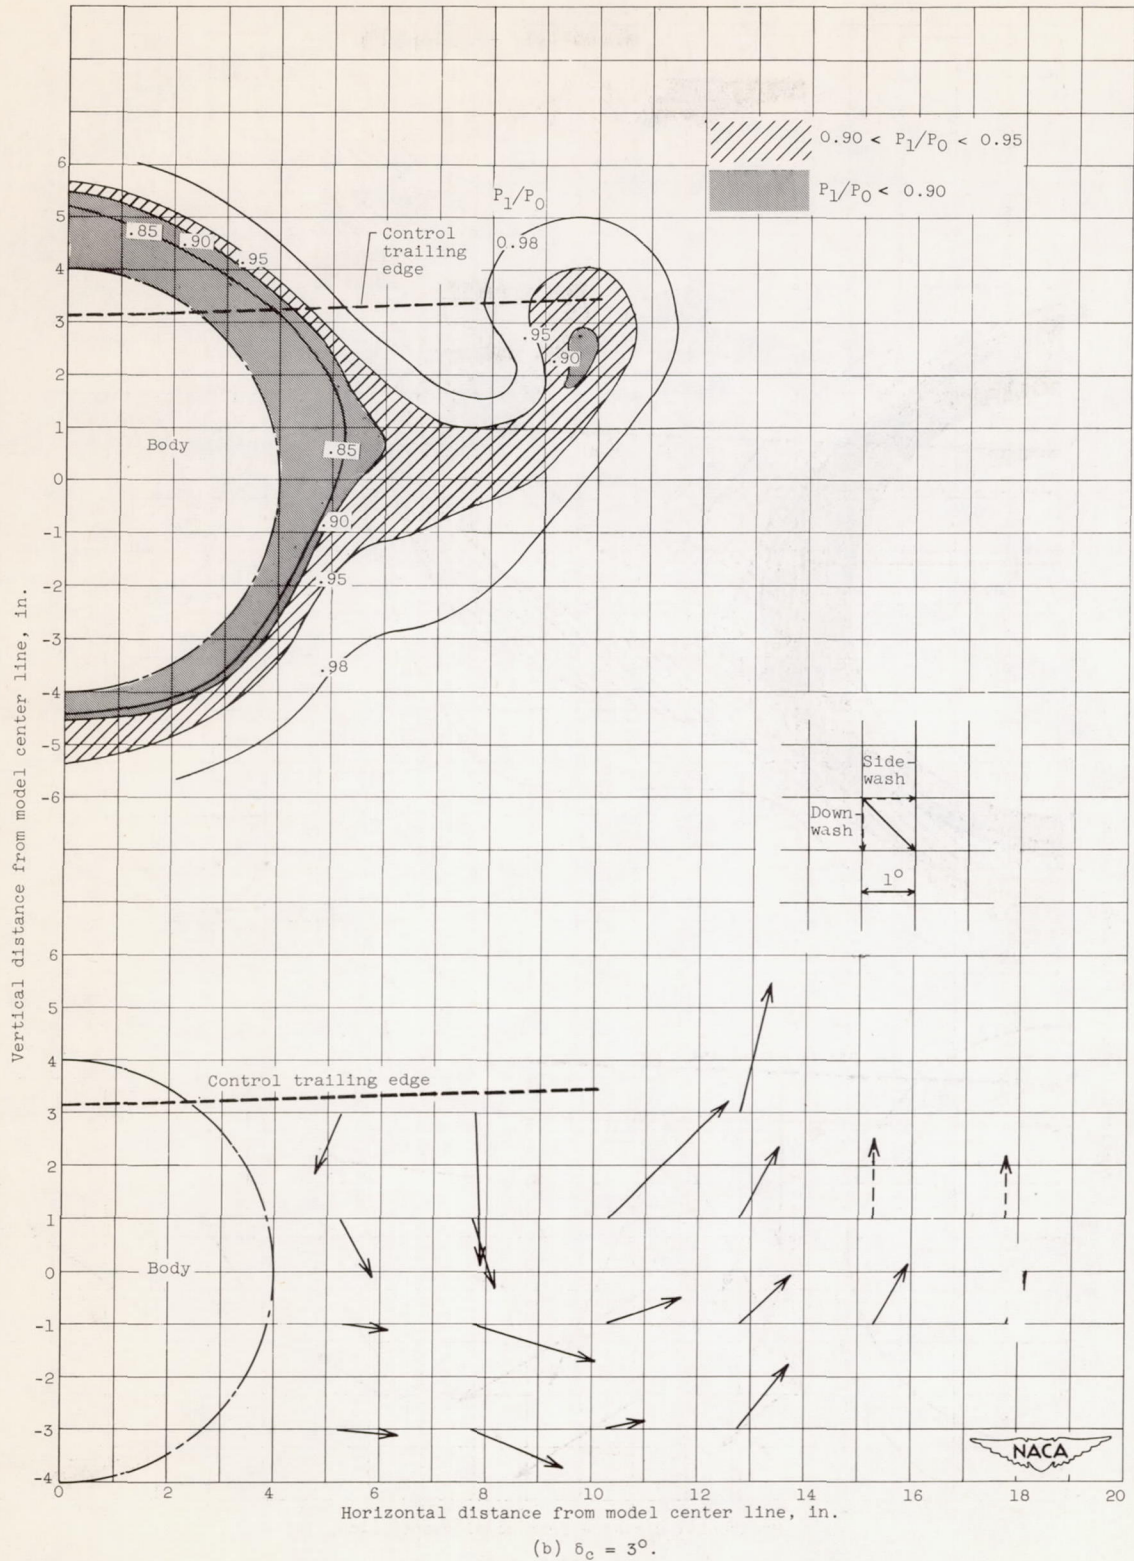 0.90 < P₁/P₀ < 0.95
P₁/P₀ < 0.90
P₁/P₀
6
5
4
3
2
1
0
-1
-2
-3
-4
-5
-6
.85
.90
.95
Control
trailing
edge
0.98
.95
.90
Body
.85
.90
.95
.98
Vertical distance from model center line, in.
Side-
wash
Down-
wash
1°
6
5
4
3
2
1
0
-1
-2
-3
-4
Control trailing edge
Body
NACA
0 2 4 6 8 10 12 14 16 18 20
Horizontal distance from model center line, in.
(b) δc = 3°.